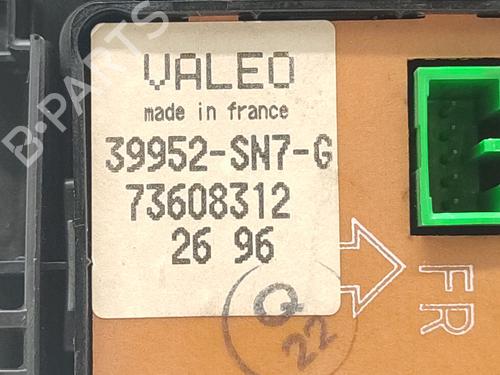 B-PARTS
VALEO
made in france
39952-SN7-G
73608312
26 96
FR
Q
22